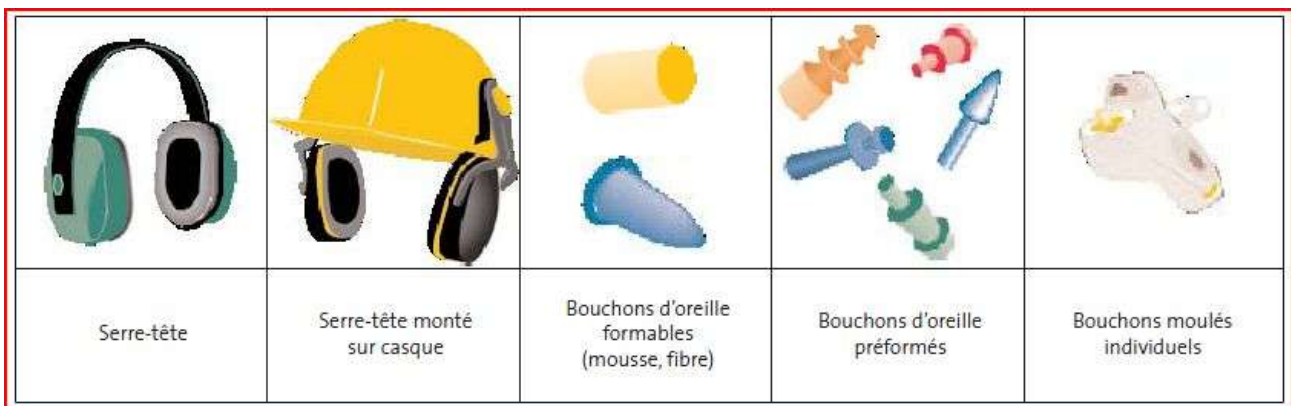 Serre-tête
Serre-tête monté
sur casque
Bouchons d'oreille
formables
(mousse, fibre)
Bouchons d'oreille
préformés
Bouchons moulés
individuels